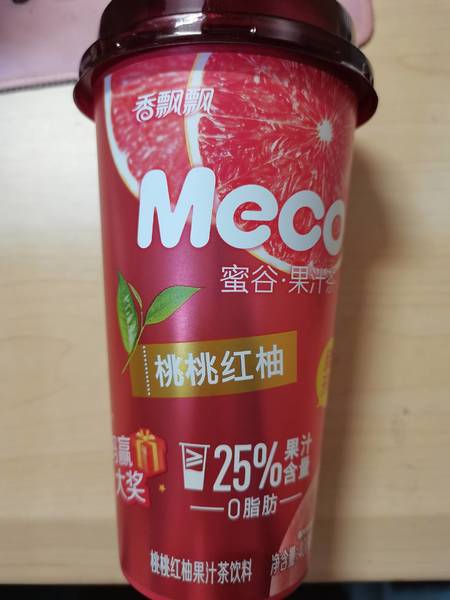 香飘飘
Meco
蜜谷·果汁茶
桃桃红柚
赢
大奖
≥25%果汁
含量
0脂肪
桃桃红柚果汁茶饮料
净含量: